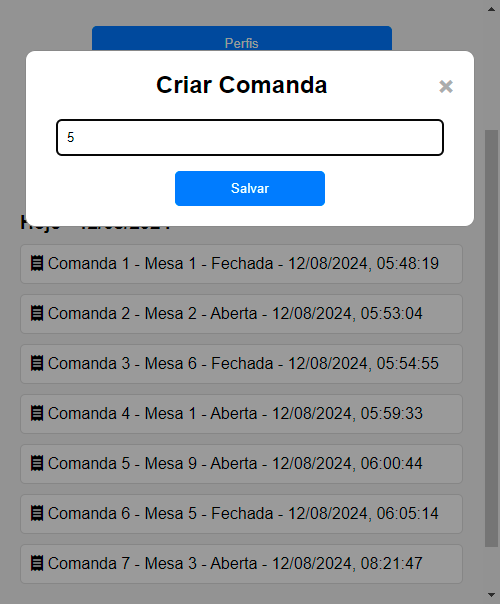 Perfis
Criar Comanda
×
5
Salvar
Hoje - 12/08/2024
Comanda 1 - Mesa 1 - Fechada - 12/08/2024, 05:48:19
Comanda 2 - Mesa 2 - Aberta - 12/08/2024, 05:53:04
Comanda 3 - Mesa 6 - Fechada - 12/08/2024, 05:54:55
Comanda 4 - Mesa 1 - Aberta - 12/08/2024, 05:59:33
Comanda 5 - Mesa 9 - Aberta - 12/08/2024, 06:00:44
Comanda 6 - Mesa 5 - Fechada - 12/08/2024, 06:05:14
Comanda 7 - Mesa 3 - Aberta - 12/08/2024, 08:21:47